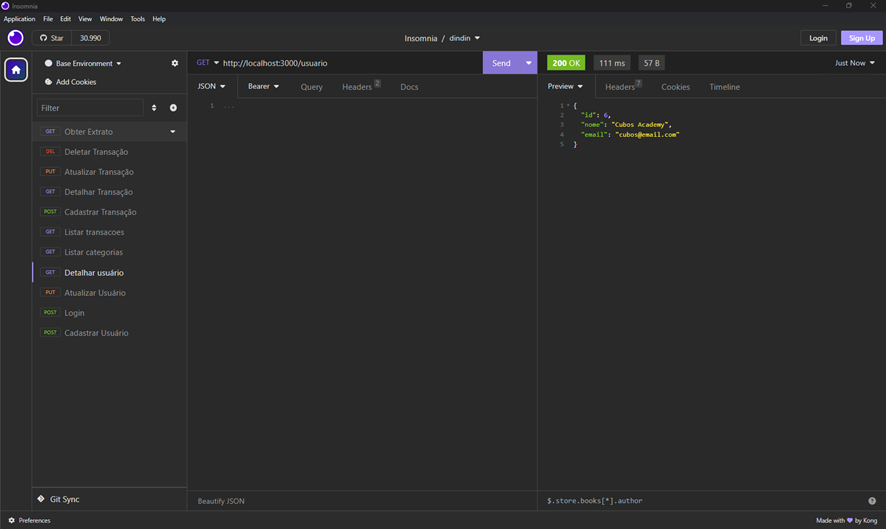 Insomnia
Application File Edit View Window Tools Help
Star 30.990
Insomnia / dindin
Login Sign Up
Base Environment
Add Cookies
Filter
GET Obter Extrato
DEL Deletar Transação
PUT Atualizar Transação
GET Detalhar Transação
POST Cadastrar Transação
GET Listar transacoes
GET Listar categorias
GET Detalhar usuário
PUT Atualizar Usuário
POST Login
POST Cadastrar Usuário
Git Sync
Preferences
GET http://localhost:3000/usuario Send
JSON Bearer Query Headers 2 Docs
1 ...
Beautify JSON
200 OK 111 ms 57 B Just Now
Preview Headers 7 Cookies Timeline
1 {
2 "id": 6,
3 "nome": "Cubos Academy",
4 "email": "cubos@email.com"
5 }
$.store.books[*].author
Made with by Kong